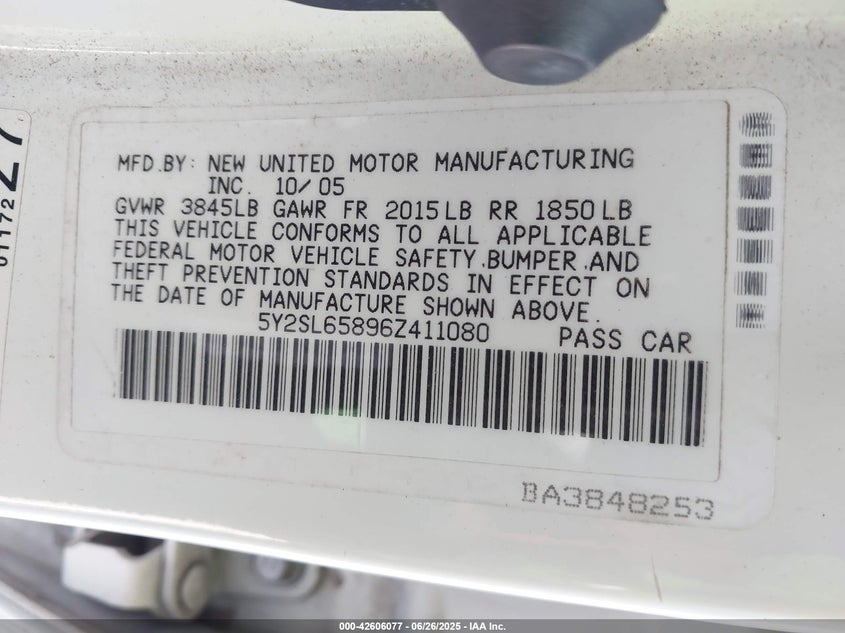 MFD.BY: NEW UNITED MOTOR MANUFACTURING
INC. 10/05
GVWR 3845LB GAWR FR 2015LB RR 1850LB
THIS VEHICLE CONFORMS TO ALL APPLICABLE
FEDERAL MOTOR VEHICLE SAFETY,BUMPER,AND
THEFT PREVENTION STANDARDS IN EFFECT ON
THE DATE OF MANUFACTURE SHOWN ABOVE.
5Y2SL65896Z411080 PASS CAR
BA3848253
01172
27
000-42606077 - 06/26/2025 - IAA Inc.